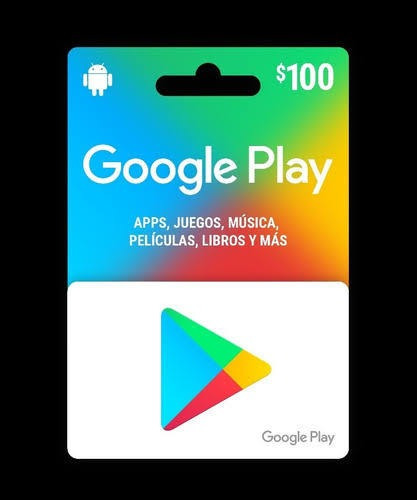 $100
Google Play
APPS, JUEGOS, MÚSICA,
PELÍCULAS, LIBROS Y MÁS
Google Play